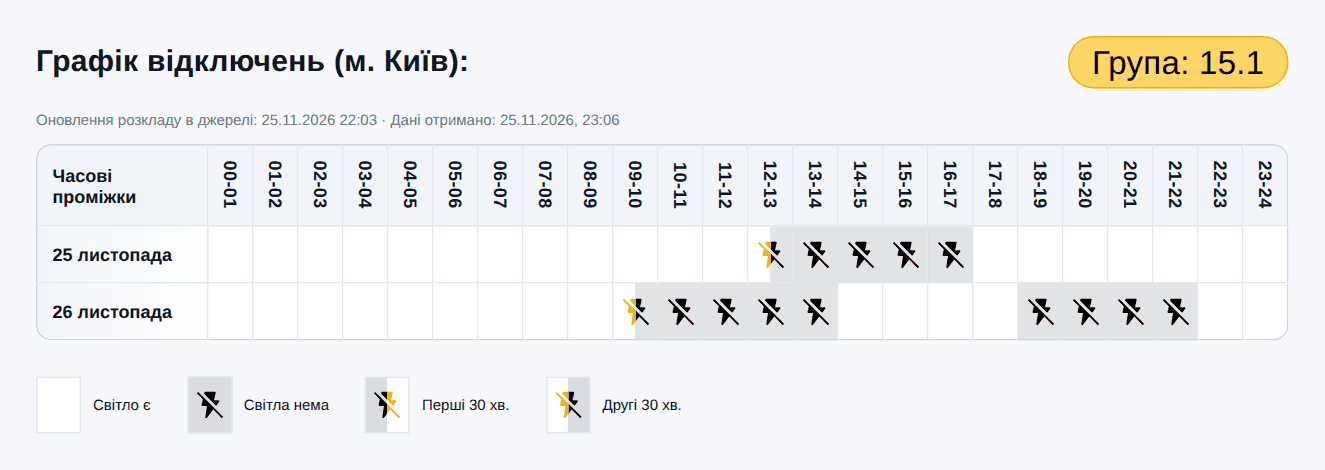 Графік відключень (м. Київ):
Група: 15.1
Оновлення розкладу в джерелі: 25.11.2026 22:03 · Дані отримано: 25.11.2026, 23:06
Часові
проміжки
00-01
01-02
02-03
03-04
04-05
05-06
06-07
07-08
08-09
09-10
10-11
11-12
12-13
13-14
14-15
15-16
16-17
17-18
18-19
19-20
20-21
21-22
22-23
23-24
25 листопада
26 листопада
Світло є
Світла нема
Перші 30 хв.
Другі 30 хв.